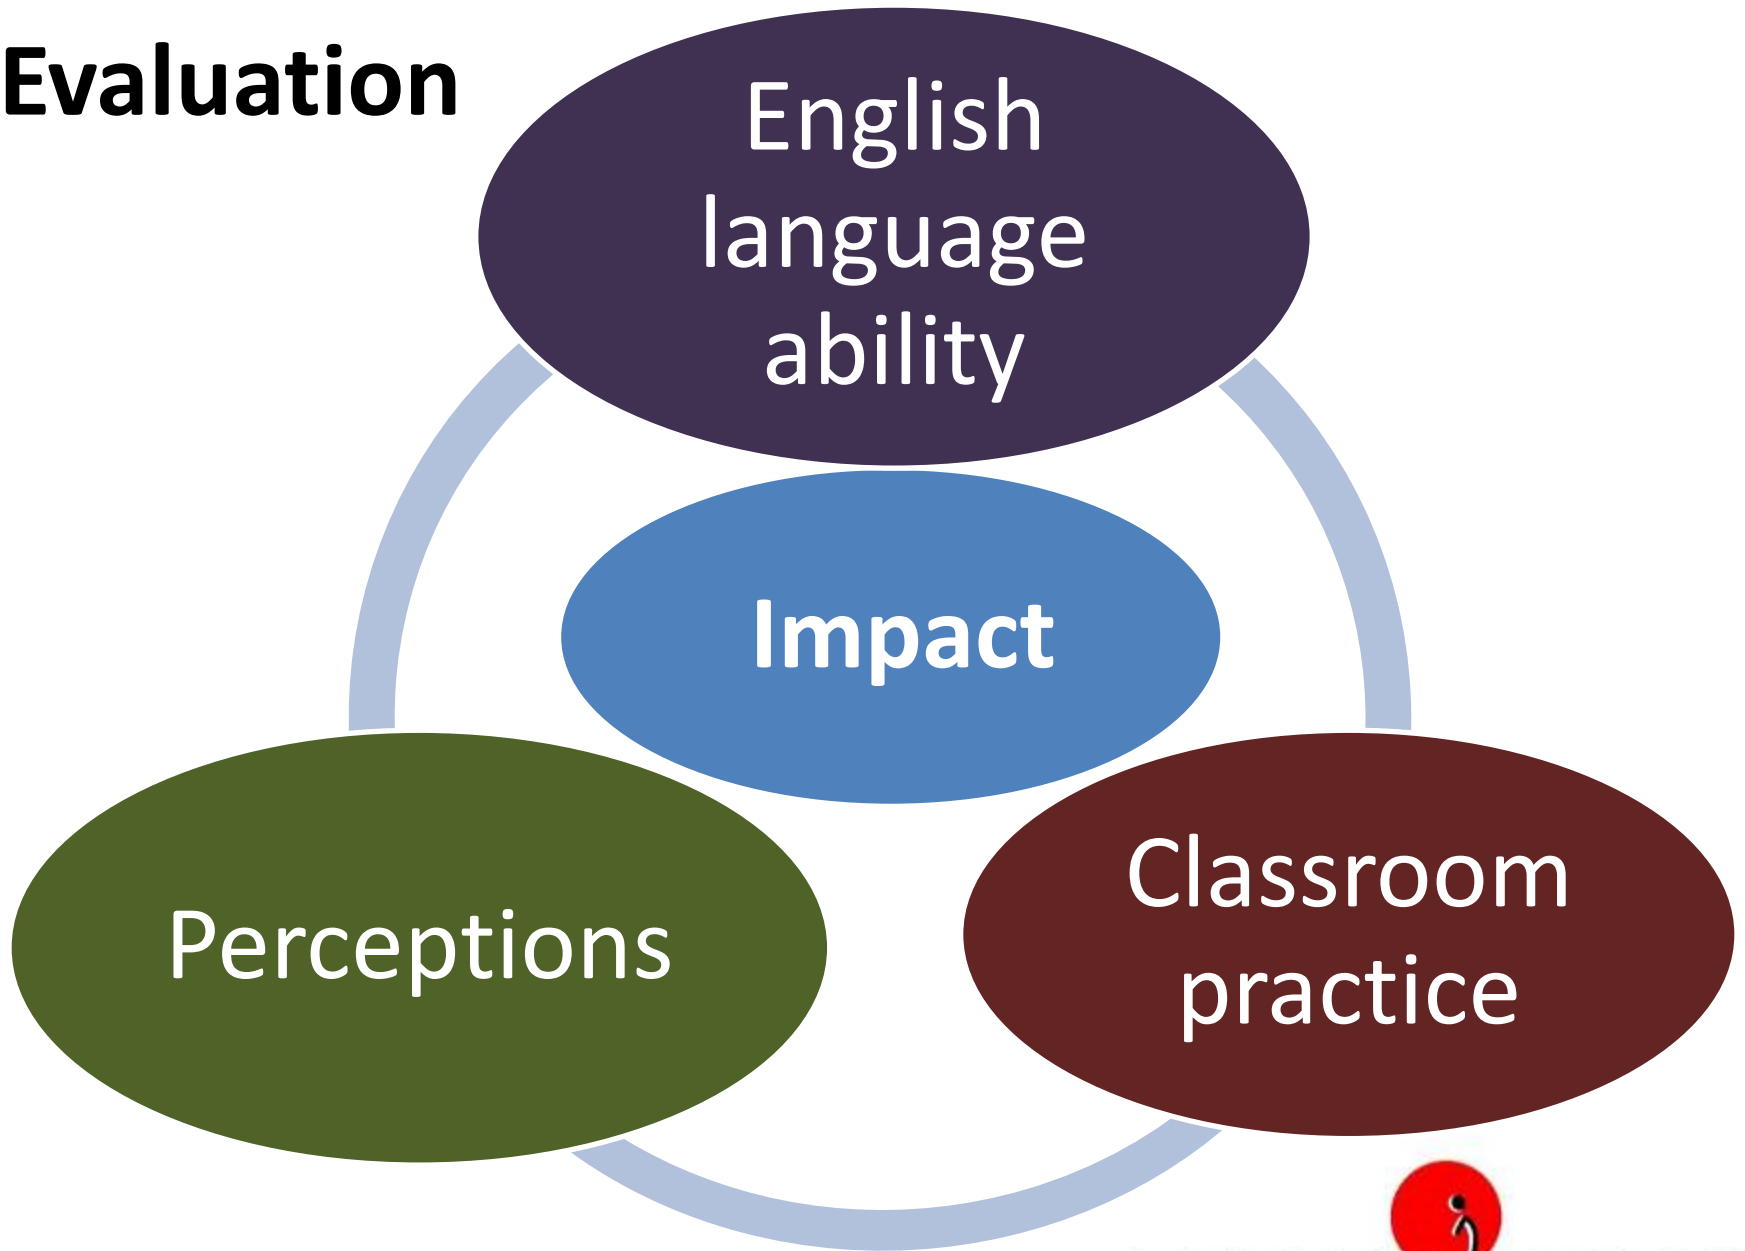 Evaluation
English
language
ability
Impact
Perceptions
Classroom
practice